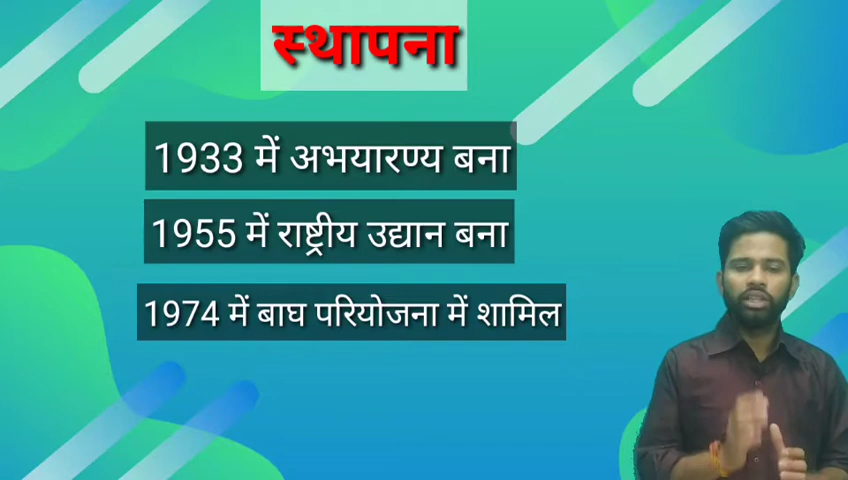 स्थापना
1933 में अभयारण्य बना
1955 में राष्ट्रीय उद्यान बना
1974 में बाघ परियोजना में शामिल